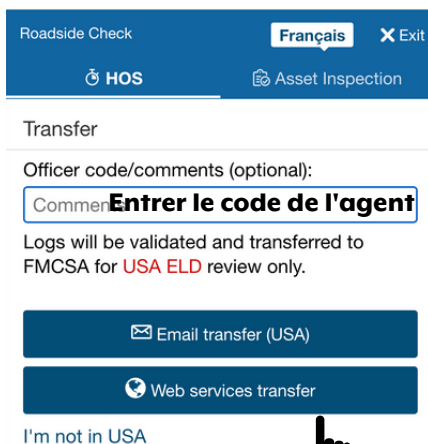 Roadside Check Français Exit
HOS Asset Inspection
Transfer
Officer code/comments (optional):
Comments Entrer le code de l'agent
Logs will be validated and transferred to
FMCSA for USA ELD review only.
Email transfer (USA)
Web services transfer
I'm not in USA